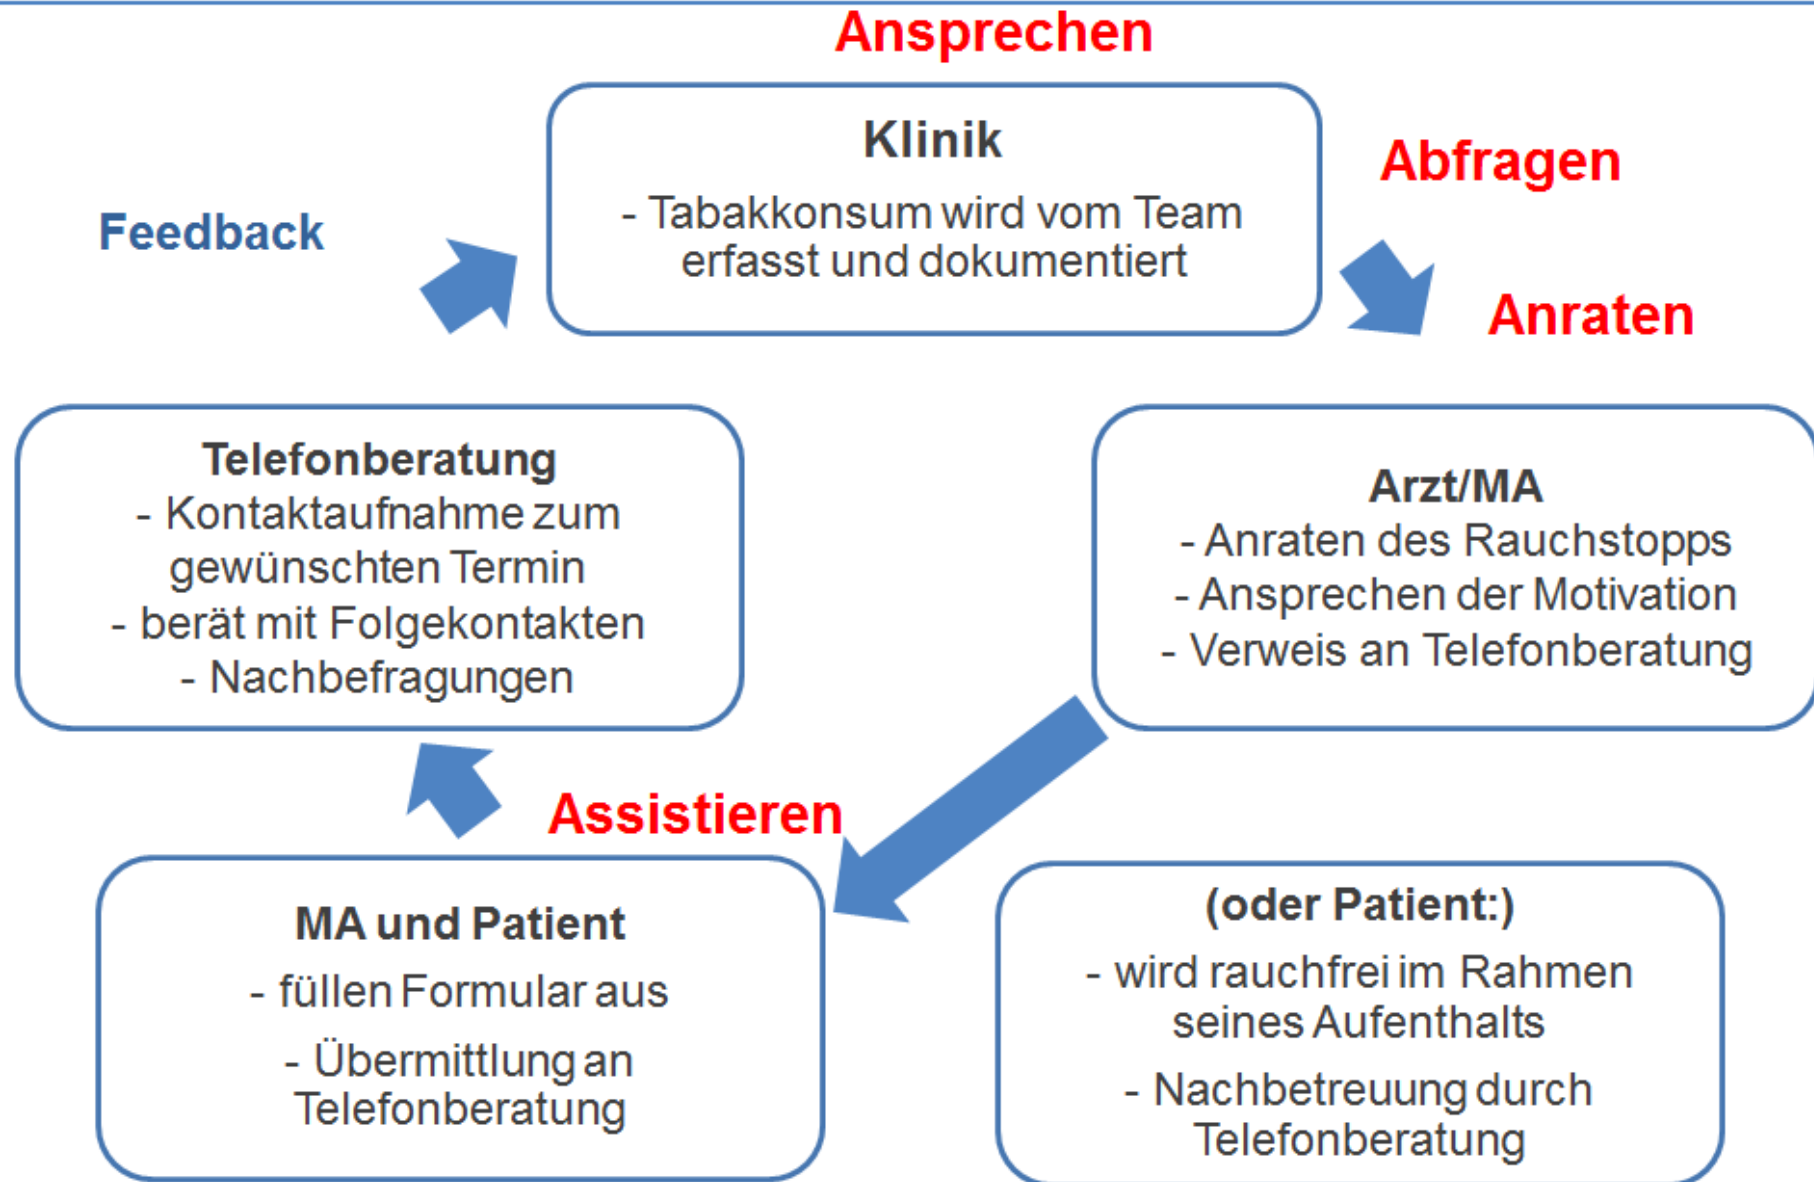 Ansprechen
Klinik
- Tabakkonsum wird vom Team
erfasst und dokumentiert
Abfragen
Anraten
Feedback
Telefonberatung
- Kontaktaufnahme zum
gewünschten Termin
- berät mit Folgekontakten
- Nachbefragungen
Arzt/MA
- Anraten des Rauchstopps
- Ansprechen der Motivation
- Verweis an Telefonberatung
Assistieren
MA und Patient
- füllen Formular aus
- Übermittlung an
Telefonberatung
(oder Patient:)
- wird rauchfrei im Rahmen
seines Aufenthalts
- Nachbetreuung durch
Telefonberatung